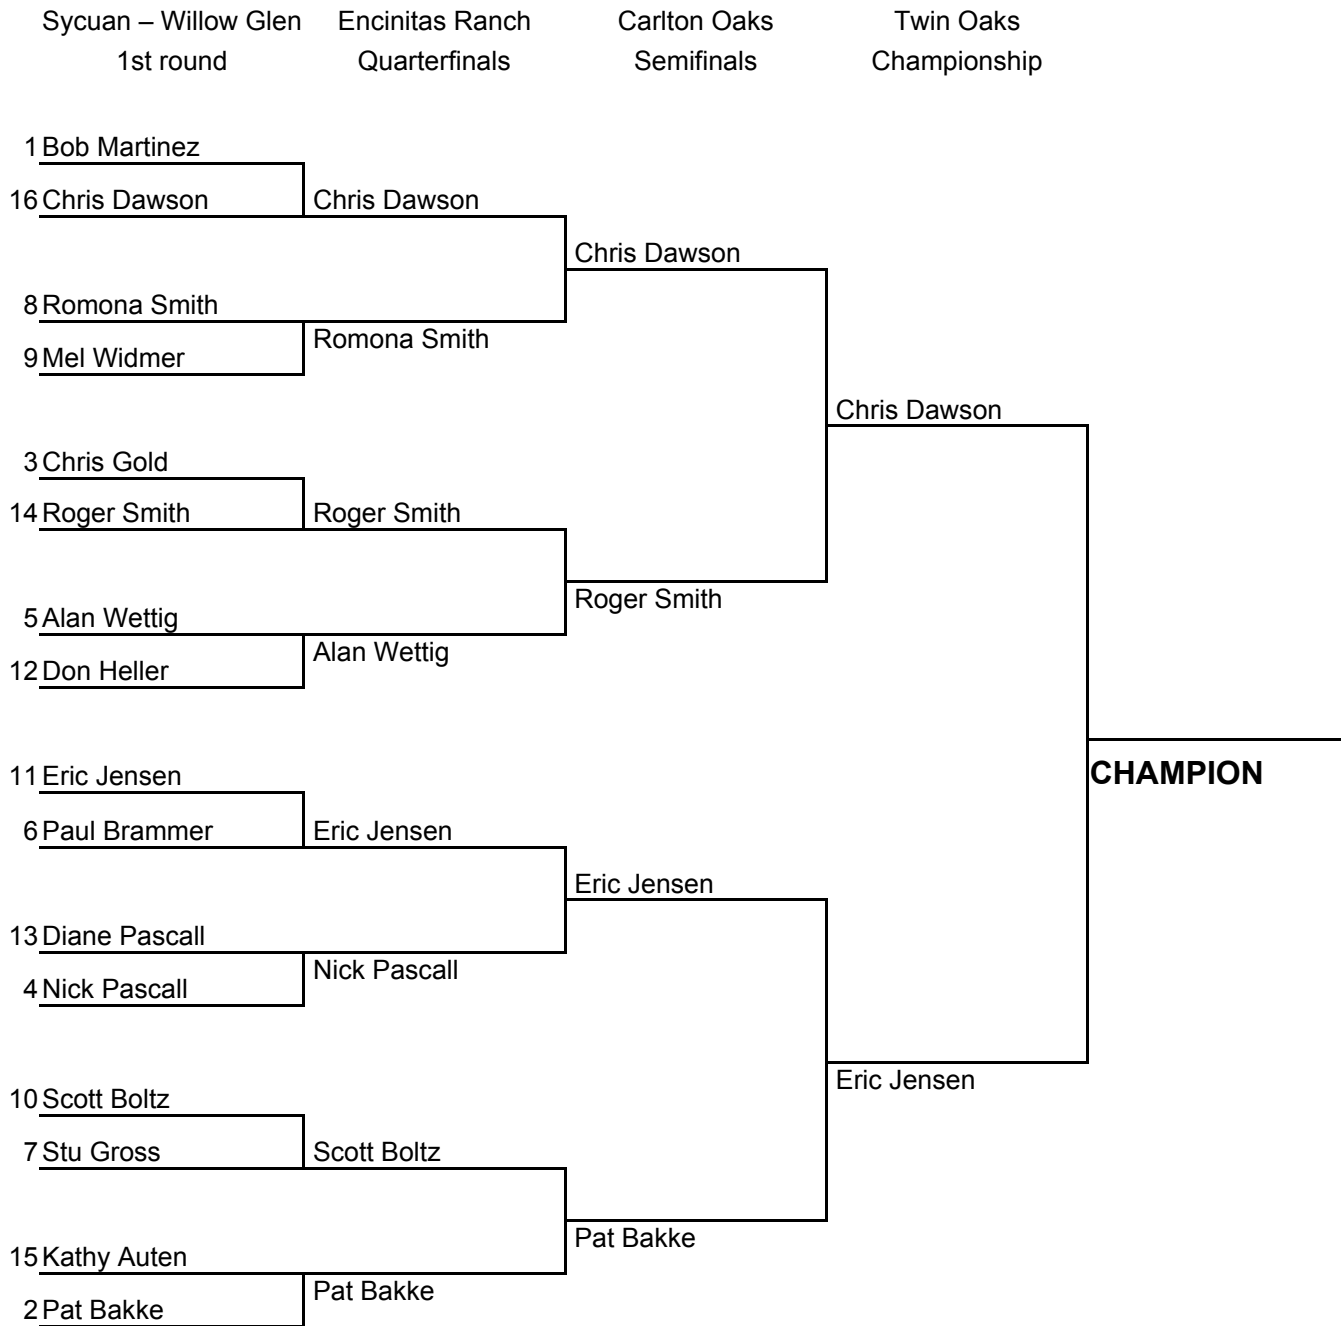 Sycuan – Willow Glen Encinitas Ranch Carlton Oaks Twin Oaks
1st round Quarterfinals Semifinals Championship
1 Bob Martinez
16 Chris Dawson Chris Dawson
Chris Dawson
8 Romona Smith
Romona Smith
9 Mel Widmer
Chris Dawson
3 Chris Gold
14 Roger Smith Roger Smith
Roger Smith
5 Alan Wettig
Alan Wettig
12 Don Heller
CHAMPION
11 Eric Jensen
6 Paul Brammer Eric Jensen
Eric Jensen
13 Diane Pascall
Nick Pascall
4 Nick Pascall
Eric Jensen
10 Scott Boltz
7 Stu Gross Scott Boltz
Pat Bakke
15 Kathy Auten
Pat Bakke
2 Pat Bakke